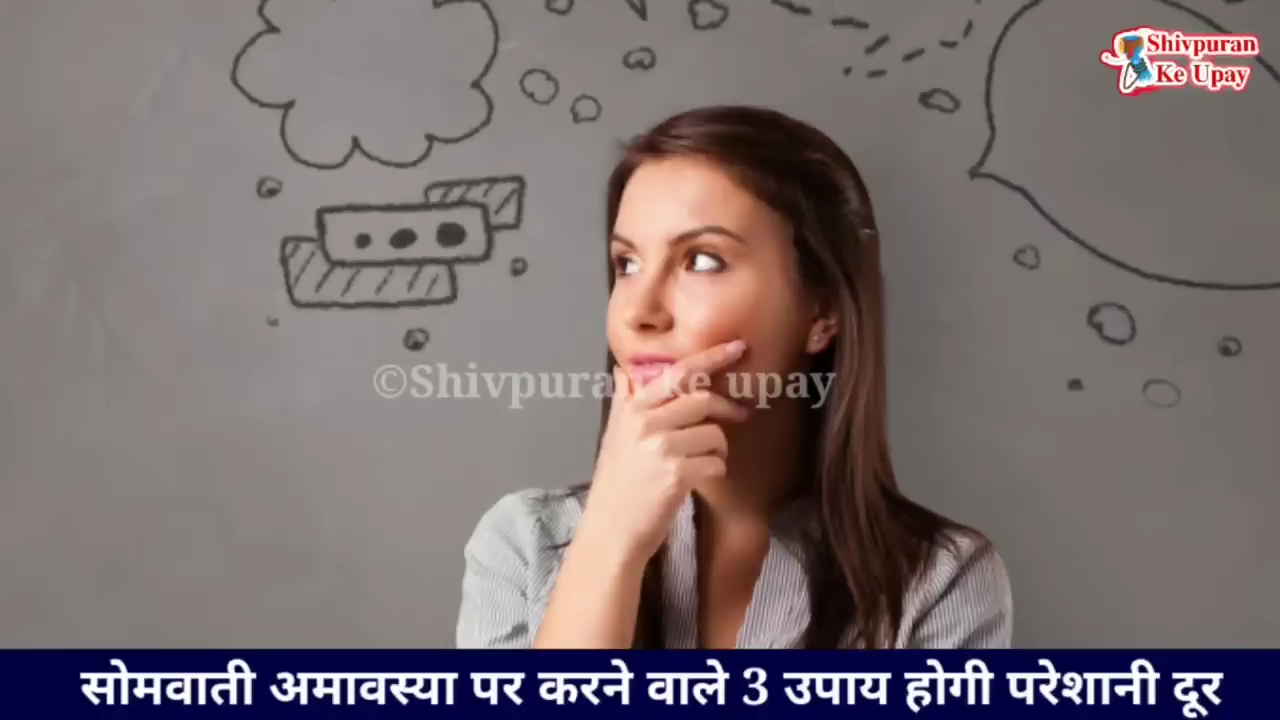 Shivpuran
Ke Upay
©Shivpuran ke upay
सोमवाती अमावस्या पर करने वाले 3 उपाय होगी परेशानी दूर